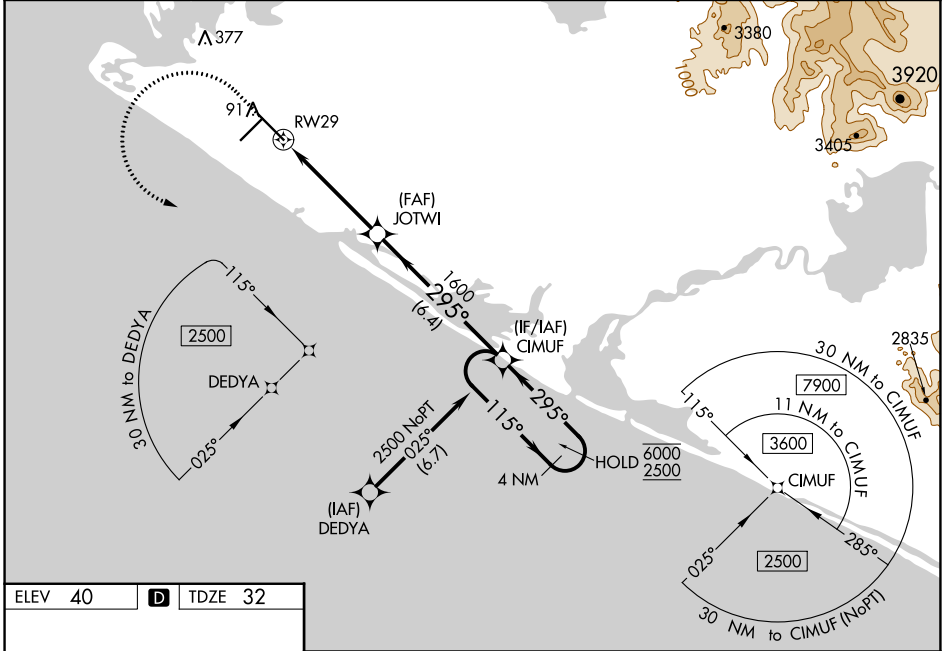 377
3380
1000
3920
3405
91
RW29
(FAF)
JOTWI
1600
295°
(6.4)
(IF/IAF)
CIMUF
115°
295°
HOLD 6000
2500
4 NM
2500 NoPT
025°
(6.7)
(IAF)
DEDYA
30 NM to DEDYA
115°
2500
DEDYA
025°
2835
30 NM to CIMUF
7900
11 NM to CIMUF
3600
115°
CIMUF
025°
285°
2500
30 NM to CIMUF (NoPT)
ELEV 40 D TDZE 32